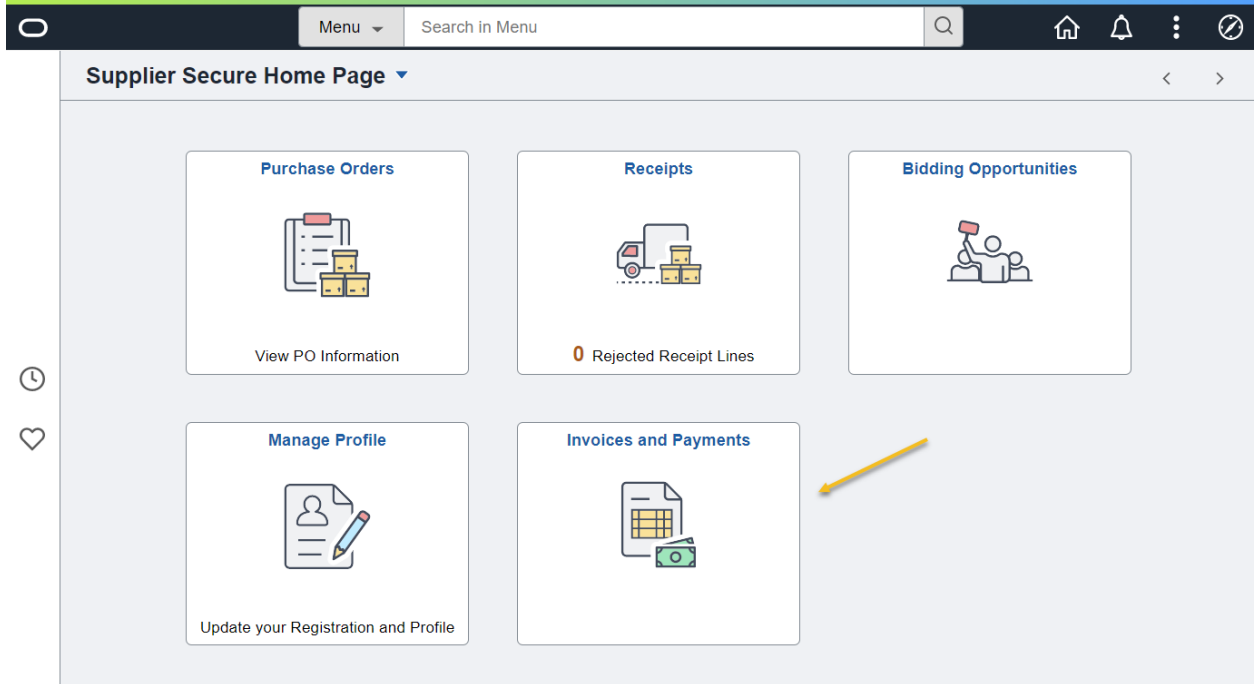 Menu
Search in Menu
Supplier Secure Home Page
Purchase Orders
View PO Information
Receipts
0 Rejected Receipt Lines
Bidding Opportunities
Manage Profile
Update your Registration and Profile
Invoices and Payments